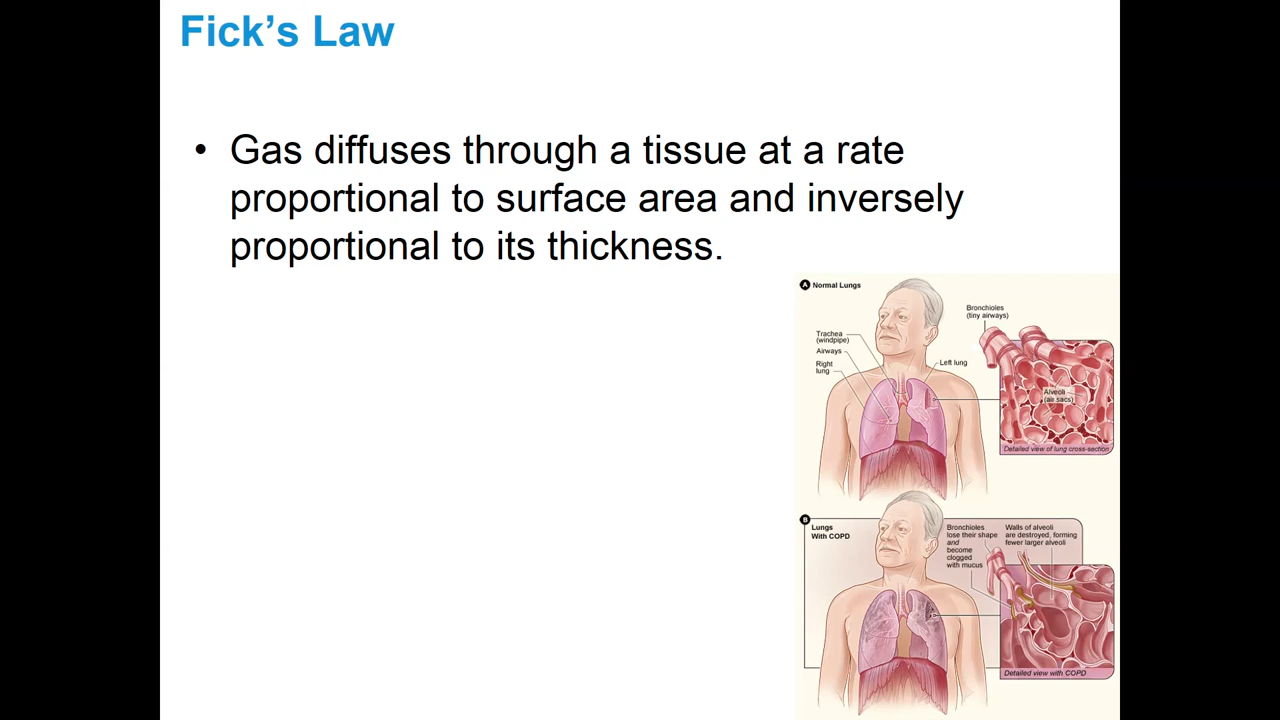 Fick’s Law
• Gas diffuses through a tissue at a rate
proportional to surface area and inversely
proportional to its thickness.
A Normal Lungs
Bronchioles
(tiny airways)
Trachea
(windpipe)
Airways
Right
lung
Left lung
Alveoli
(air sacs)
Detailed view of lung cross-section
B
Lungs
With COPD
Bronchioles
lose their shape
and
become
clogged
with mucus
Walls of alveoli
are destroyed, forming
fewer larger alveoli
Detailed view with COPD